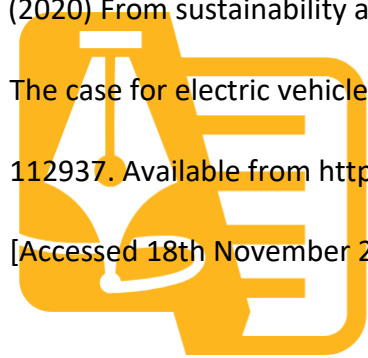 (2020) From sustainability a
The case for electric vehicle
112937. Available from http
[Accessed 18th November 2